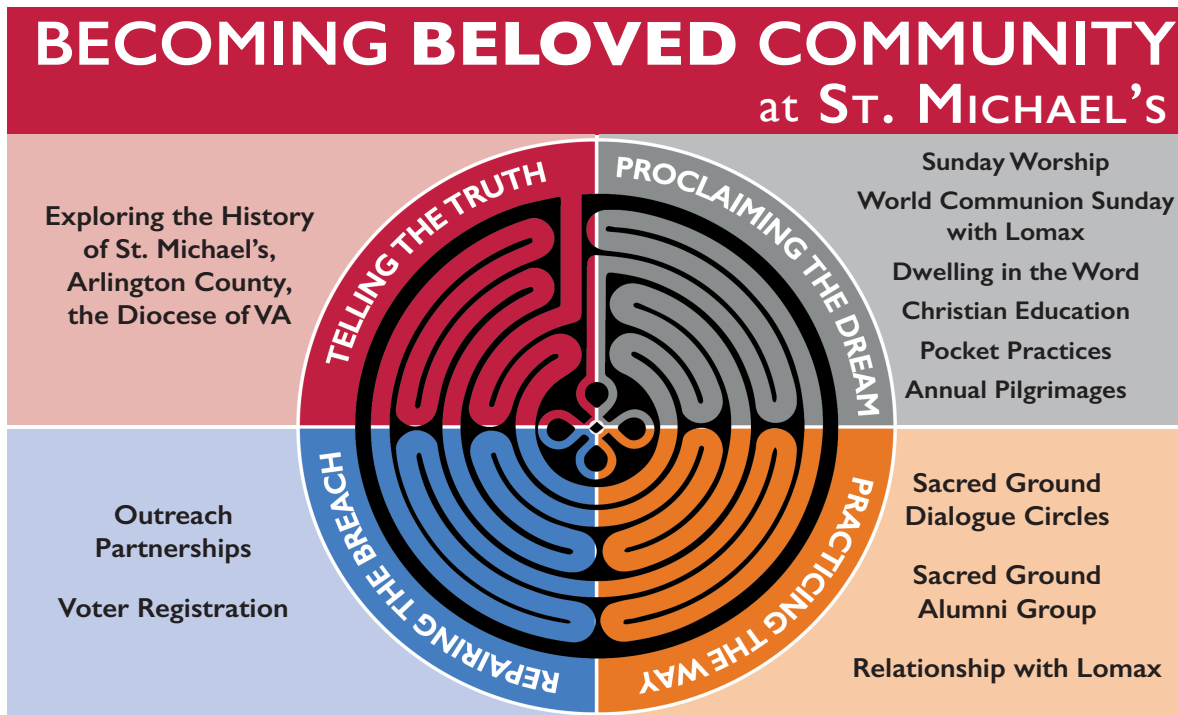 BECOMING BELOVED COMMUNITY
at ST. MICHAEL'S
TELLING THE TRUTH
Exploring the History
of St. Michael's,
Arlington County,
the Diocese of VA
PROCLAIMING THE DREAM
Sunday Worship
World Communion Sunday
with Lomax
Dwelling in the Word
Christian Education
Pocket Practices
Annual Pilgrimages
REPAIRING THE BREACH
Outreach
Partnerships
Voter Registration
PRACTICING THE WAY
Sacred Ground
Dialogue Circles
Sacred Ground
Alumni Group
Relationship with Lomax